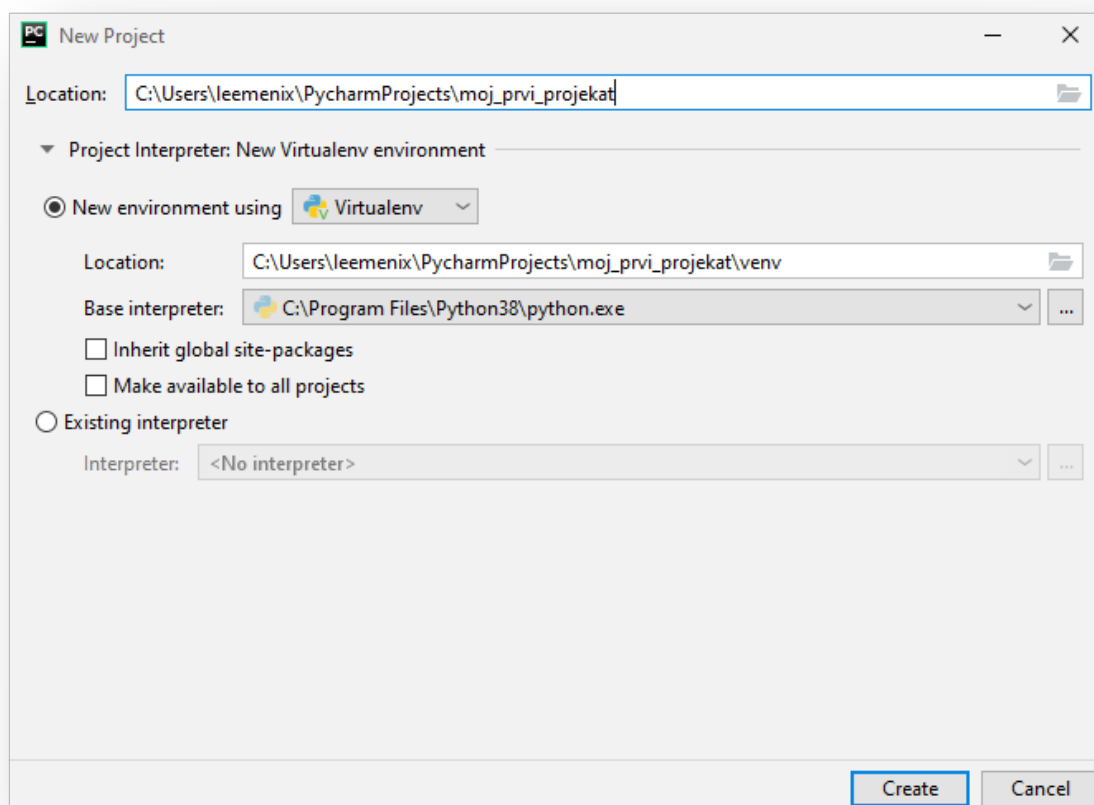 PC New Project
Location: C:\Users\leemenix\PycharmProjects\moj_prvi_projekat
Project Interpreter: New Virtualenv environment
New environment using Virtualenv
Location: C:\Users\leemenix\PycharmProjects\moj_prvi_projekat\venv
Base interpreter: C:\Program Files\Python38\python.exe ...
Inherit global site-packages
Make available to all projects
Existing interpreter
Interpreter: <No interpreter> ...
Create Cancel